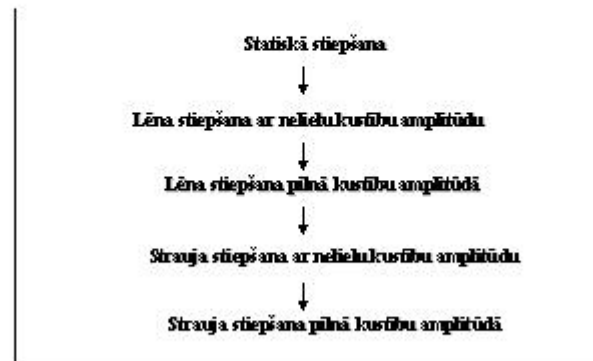 Statiskā stiepšana
Lēna stiepšana ar nelielu kustību amplitūdu
Lēna stiepšana pilnā kustību amplitūdā
Strauja stiepšana ar nelielu kustību amplitūdu
Strauja stiepšana pilnā kustību amplitūdā